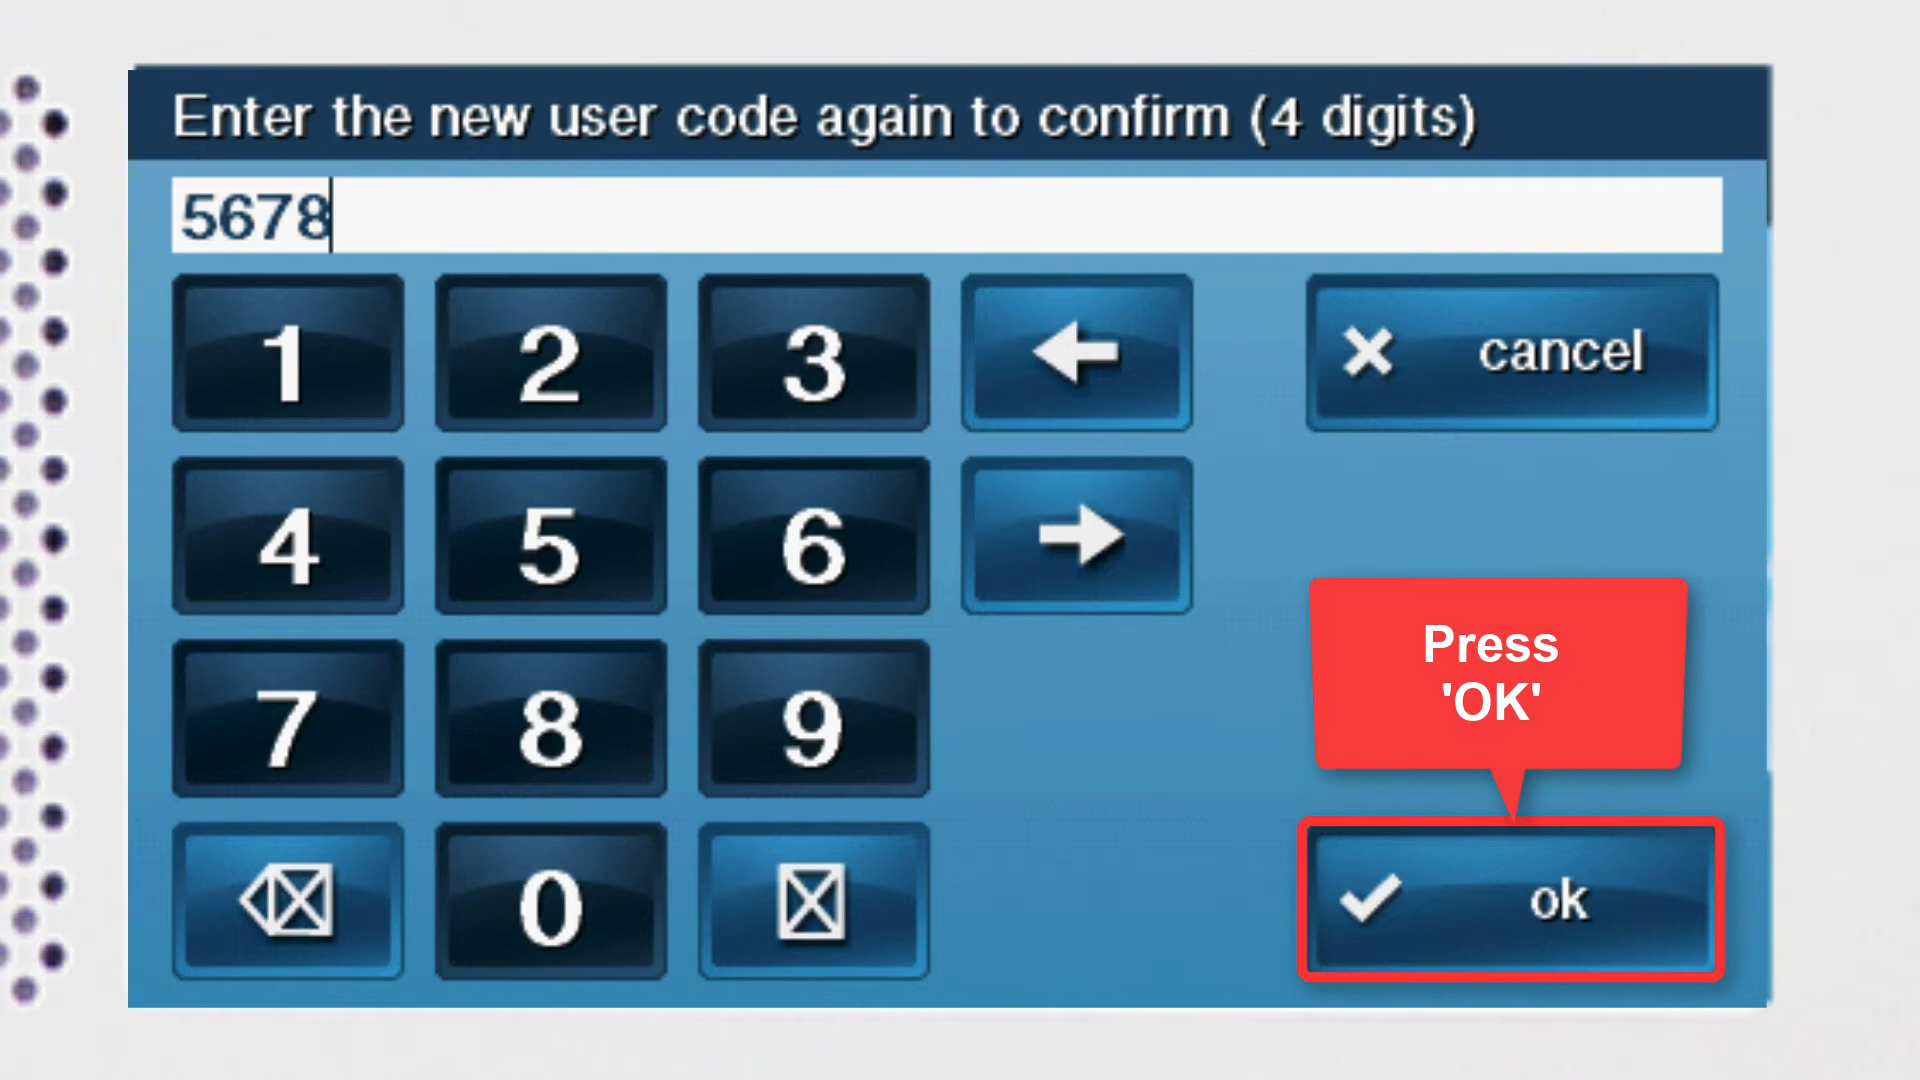 Enter the new user code again to confirm (4 digits)
5678
1 2 3 cancel
4 5 6
7 8 9
Press
'OK'
0 ok